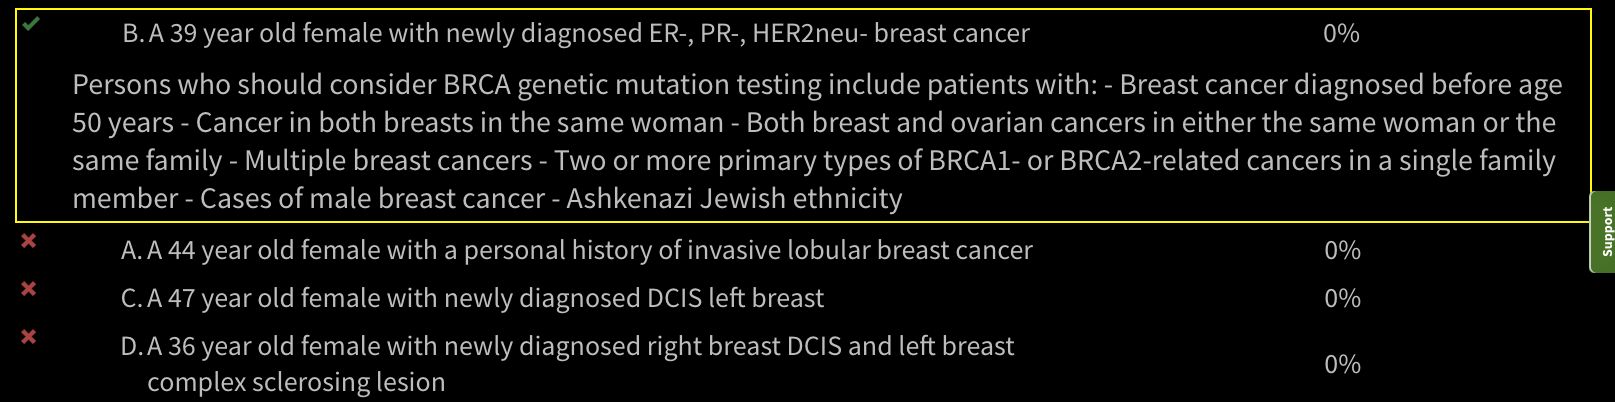 B. A 39 year old female with newly diagnosed ER-, PR-, HER2neu- breast cancer 0%
Persons who should consider BRCA genetic mutation testing include patients with: - Breast cancer diagnosed before age
50 years - Cancer in both breasts in the same woman - Both breast and ovarian cancers in either the same woman or the
same family - Multiple breast cancers - Two or more primary types of BRCA1- or BRCA2-related cancers in a single family
member - Cases of male breast cancer - Ashkenazi Jewish ethnicity
A. A 44 year old female with a personal history of invasive lobular breast cancer 0%
C. A 47 year old female with newly diagnosed DCIS left breast 0%
D. A 36 year old female with newly diagnosed right breast DCIS and left breast
complex sclerosing lesion 0%
Support